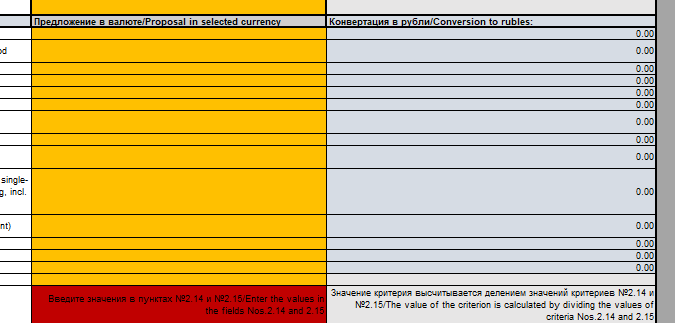 Предложение в валюте/Proposal in selected currency Конвертация в рубли/Conversion to rubles:
0.00
od 0.00
0.00
0.00
0.00
0.00
0.00
0.00
0.00
single-
g, incl. 0.00
nt) 0.00
0.00
0.00
0.00
Введите значения в пунктах №2.14 и №2.15/Enter the values in
the fields Nos.2.14 and 2.15
Значение критерия высчитывается делением значений критериев №2.14 и
№2.15/The value of the criterion is calculated by dividing the values of
criteria Nos.2.14 and 2.15